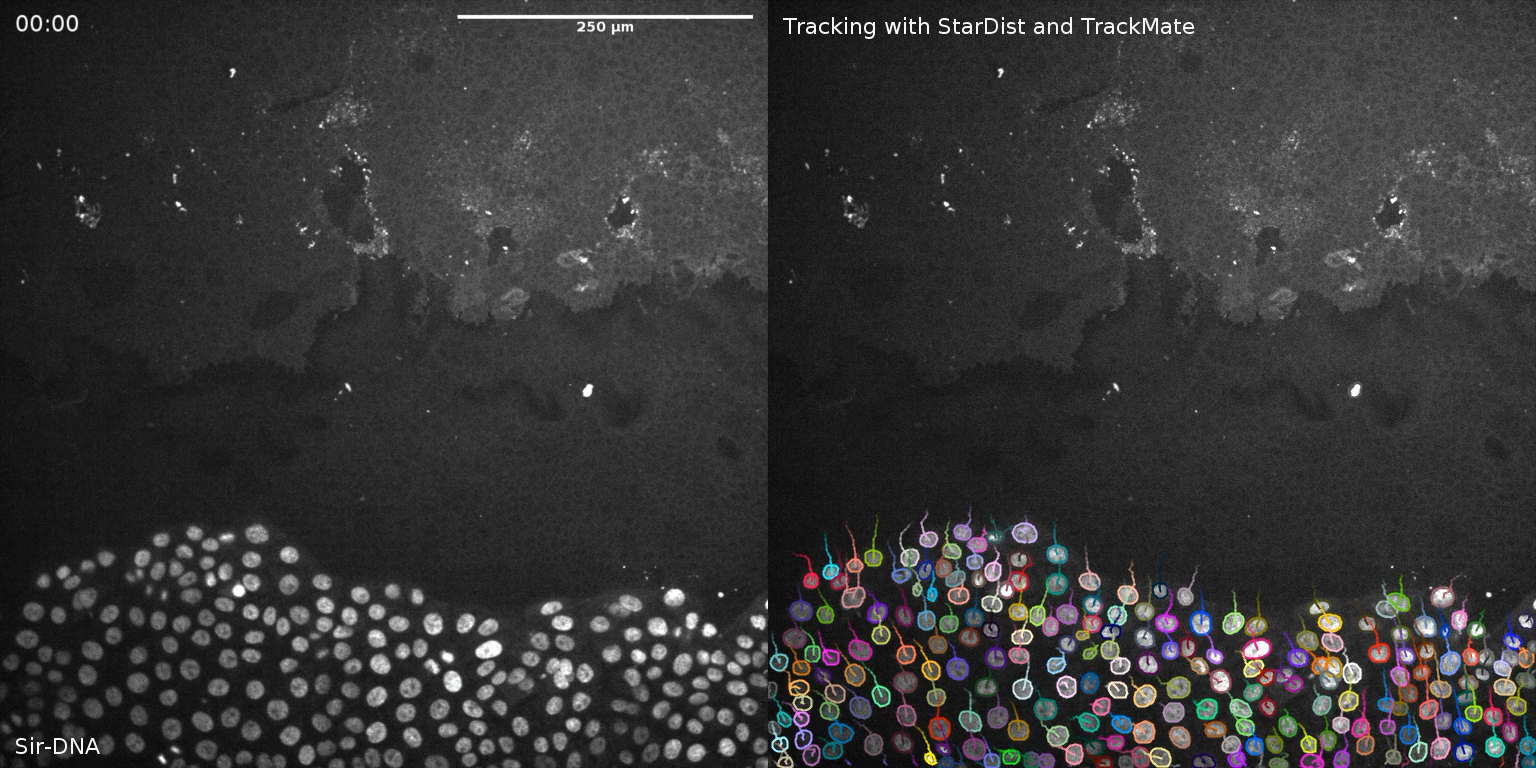 00:00
250 μm
Tracking with StarDist and TrackMate
Sir-DNA